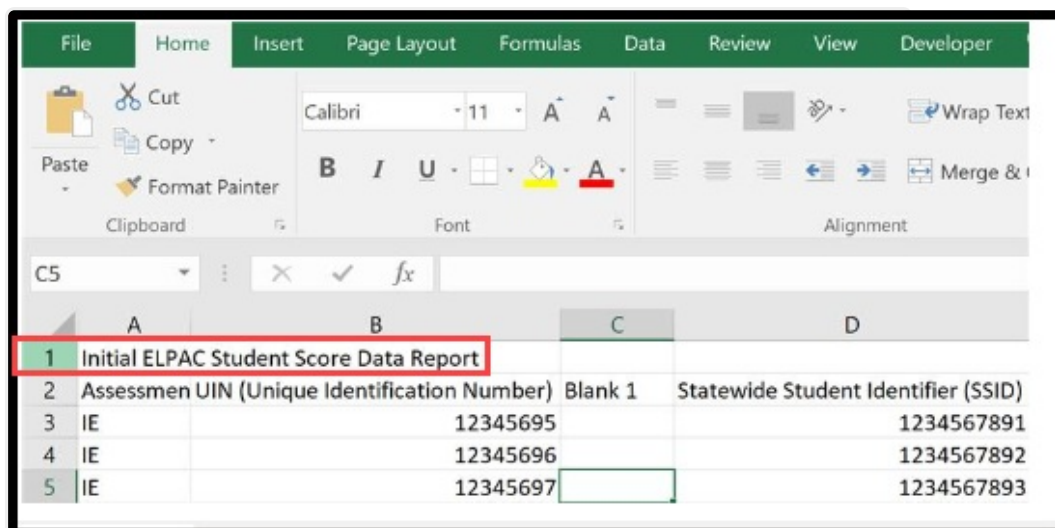 File Home Insert Page Layout Formulas Data Review View Developer
Cut
Copy
Paste
Format Painter
Clipboard
Calibri 11 A A
B I U A
Font
Wrap Text
Merge &
Alignment
C5 fx
A B C D
1 Initial ELPAC Student Score Data Report
2 Assessmen UIN (Unique Identification Number) Blank 1 Statewide Student Identifier (SSID)
3 IE 12345695 1234567891
4 IE 12345696 1234567892
5 IE 12345697 1234567893